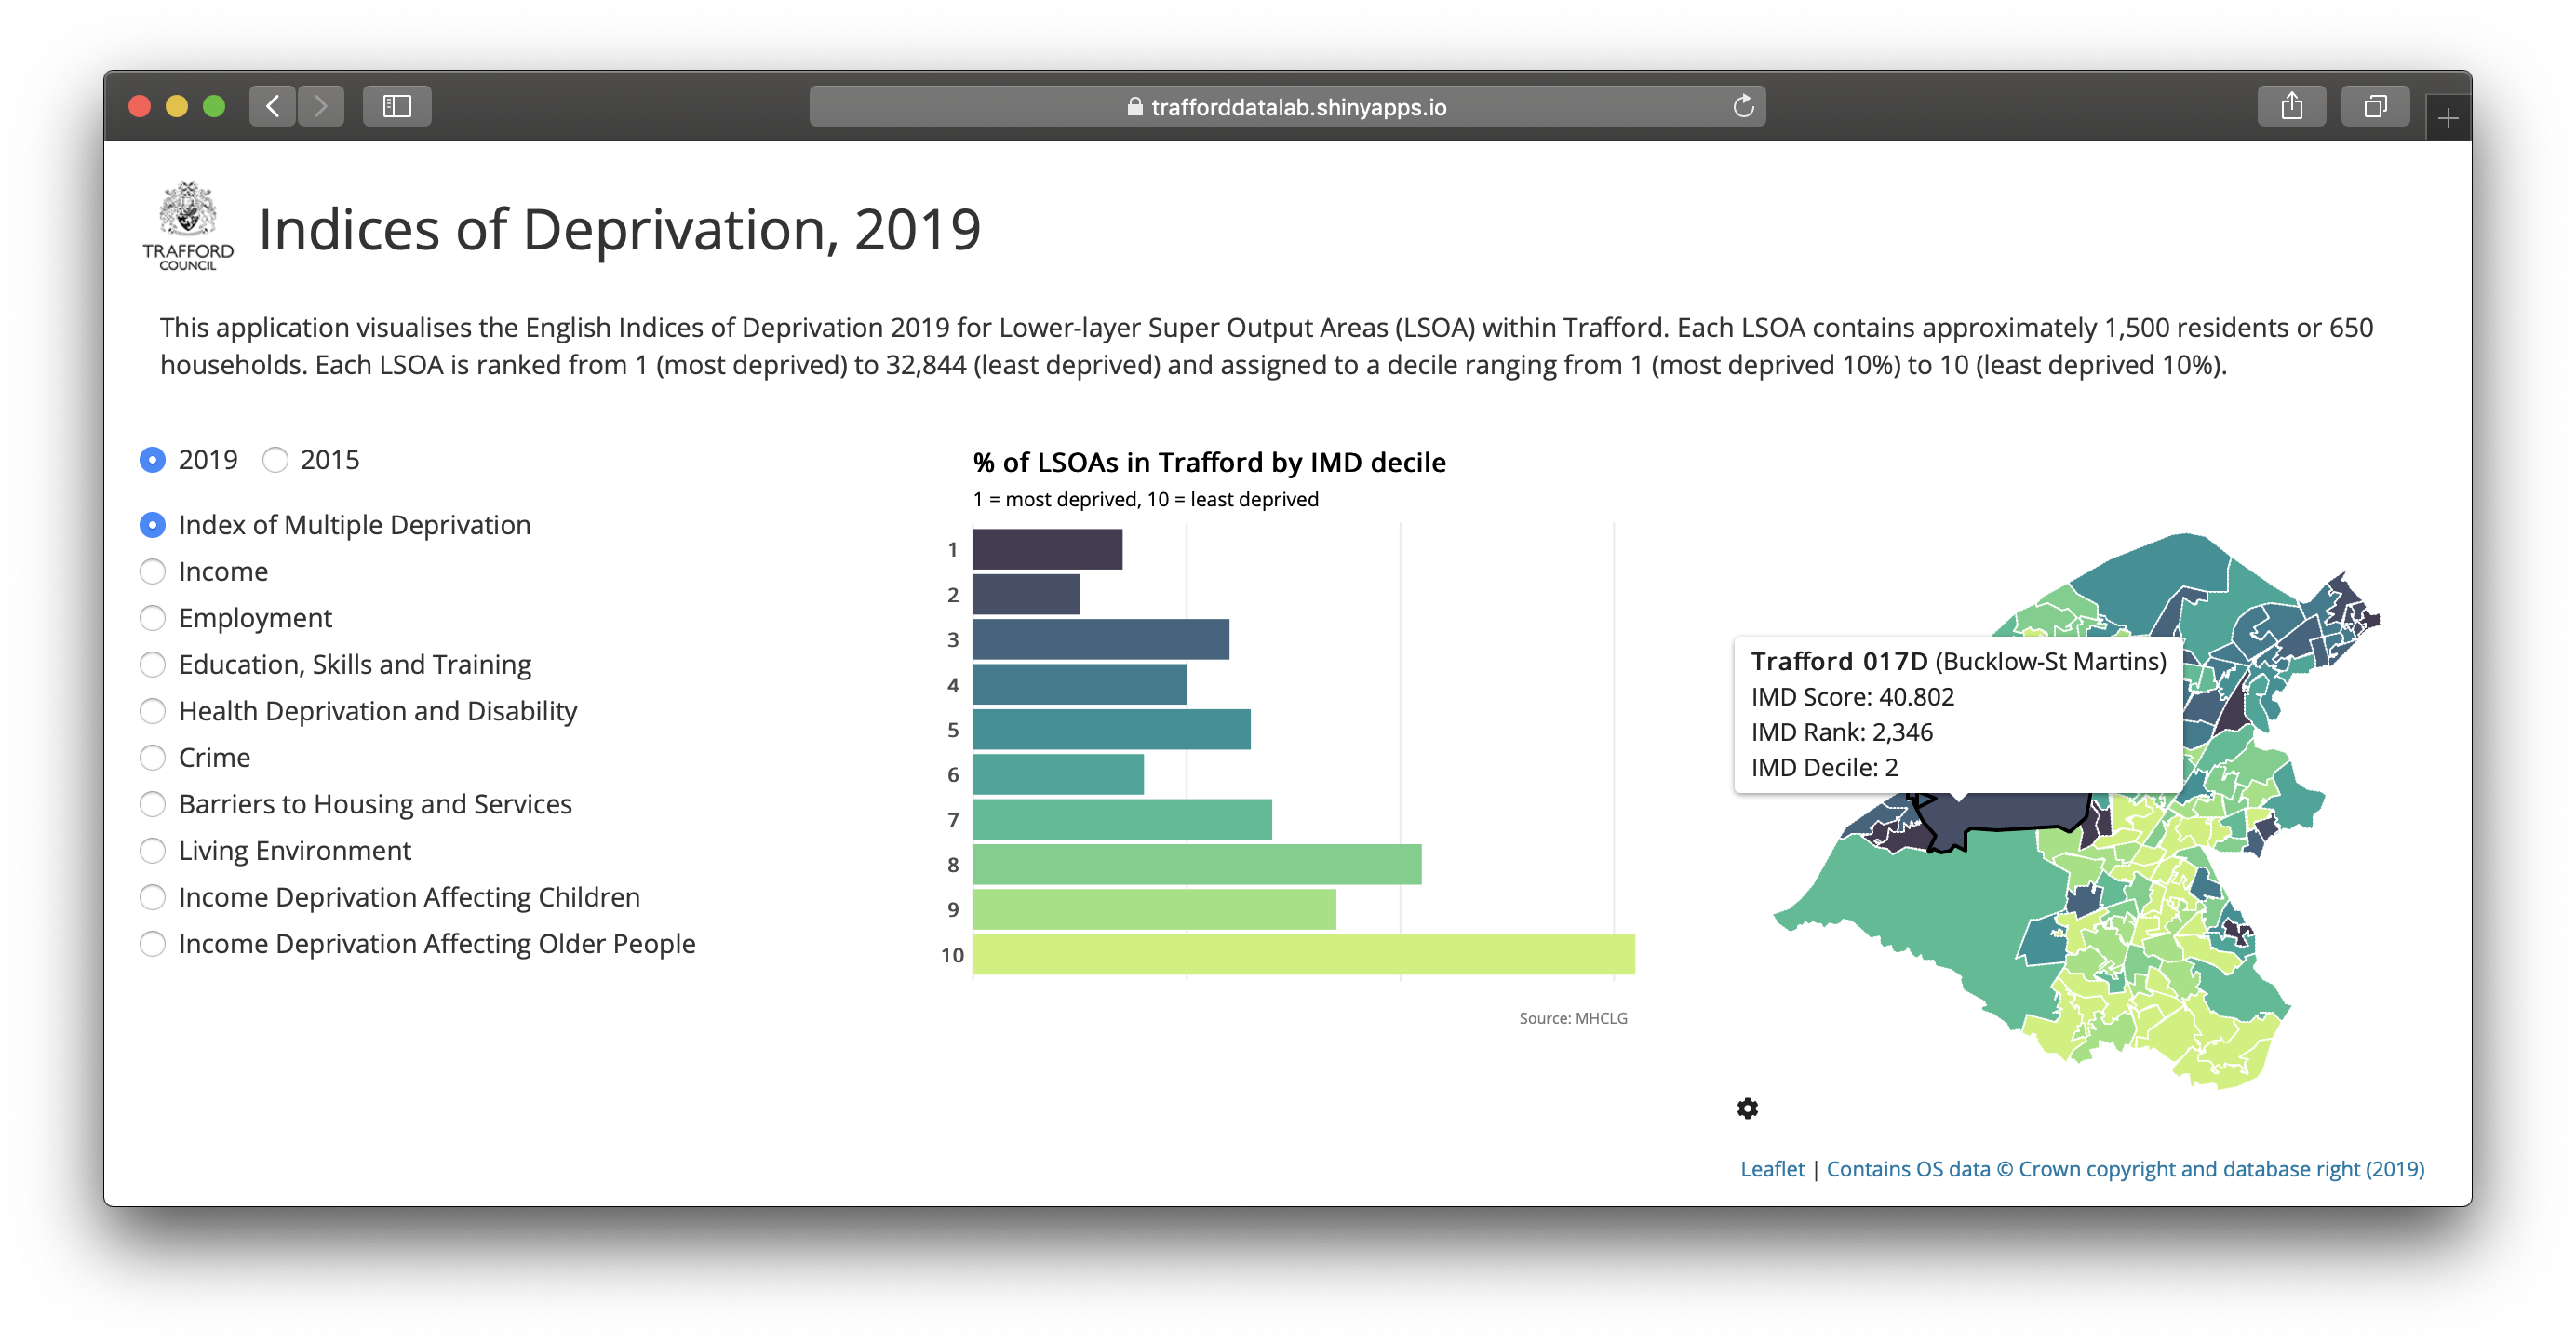 trafforddatalab.shinyapps.io
TRAFFORD
COUNCIL
Indices of Deprivation, 2019
This application visualises the English Indices of Deprivation 2019 for Lower-layer Super Output Areas (LSOA) within Trafford. Each LSOA contains approximately 1,500 residents or 650
households. Each LSOA is ranked from 1 (most deprived) to 32,844 (least deprived) and assigned to a decile ranging from 1 (most deprived 10%) to 10 (least deprived 10%).
2019 2015
Index of Multiple Deprivation
Income
Employment
Education, Skills and Training
Health Deprivation and Disability
Crime
Barriers to Housing and Services
Living Environment
Income Deprivation Affecting Children
Income Deprivation Affecting Older People
% of LSOAs in Trafford by IMD decile
1 = most deprived, 10 = least deprived
1
2
3
4
5
6
7
8
9
10
Source: MHCLG
Trafford 017D (Bucklow-St Martins)
IMD Score: 40.802
IMD Rank: 2,346
IMD Decile: 2
Leaflet | Contains OS data © Crown copyright and database right (2019)